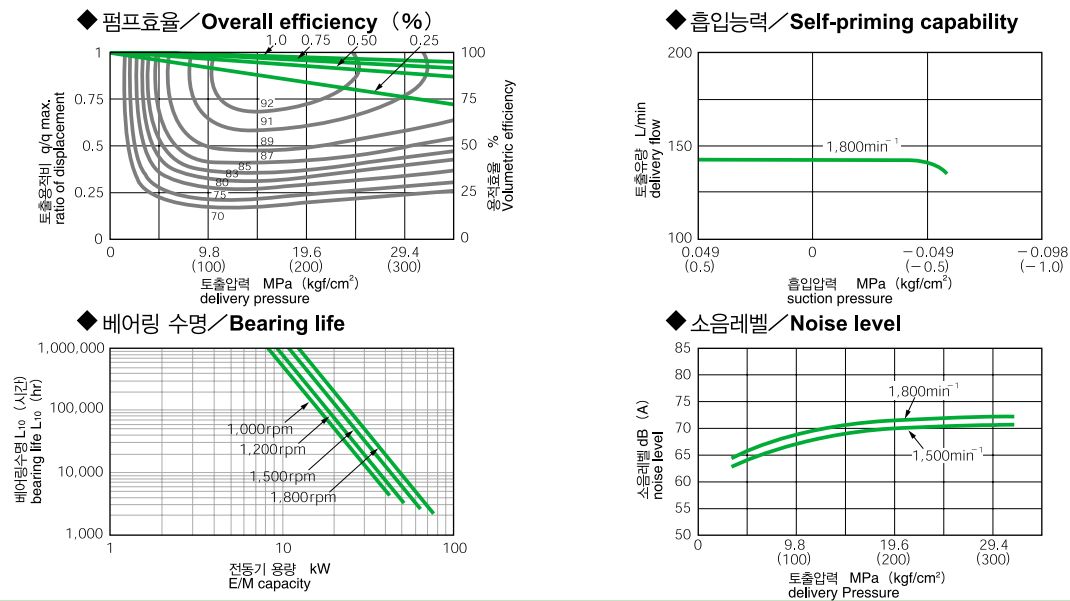 ◆ 펌프효율／Overall efficiency (%)
1.0 0.75 0.50 0.25
1
0.75
0.5
0.25
0
토출용적비 q/q max.
ratio of displacement
92
91
89
87
85
83
80
75
70
100
75
50
25
0
용적효율 %
Volumetric efficiency
0 9.8 19.6 29.4
(100) (200) (300)
토출압력 MPa (kgf/cm²)
delivery pressure
◆ 흡입능력／Self-priming capability
200
150
100
토출유량 L/min
delivery flow
1,800min⁻¹
0.049 0 −0.049 −0.098
(0.5) (−0.5) (−1.0)
흡입압력 MPa (kgf/cm²)
suction pressure
◆ 베어링 수명／Bearing life
1,000,000
100,000
10,000
1,000
베어링수명 L₁₀ (시간)
bearing life L₁₀ (hr)
1,000rpm
1,200rpm
1,500rpm
1,800rpm
1 10 100
전동기 용량 kW
E/M capacity
◆ 소음레벨／Noise level
85
80
75
70
65
60
55
50
소음레벨 dB (A)
noise level
1,800min⁻¹
1,500min⁻¹
0 9.8 19.6 29.4
(100) (200) (300)
토출압력 MPa (kgf/cm²)
delivery Pressure